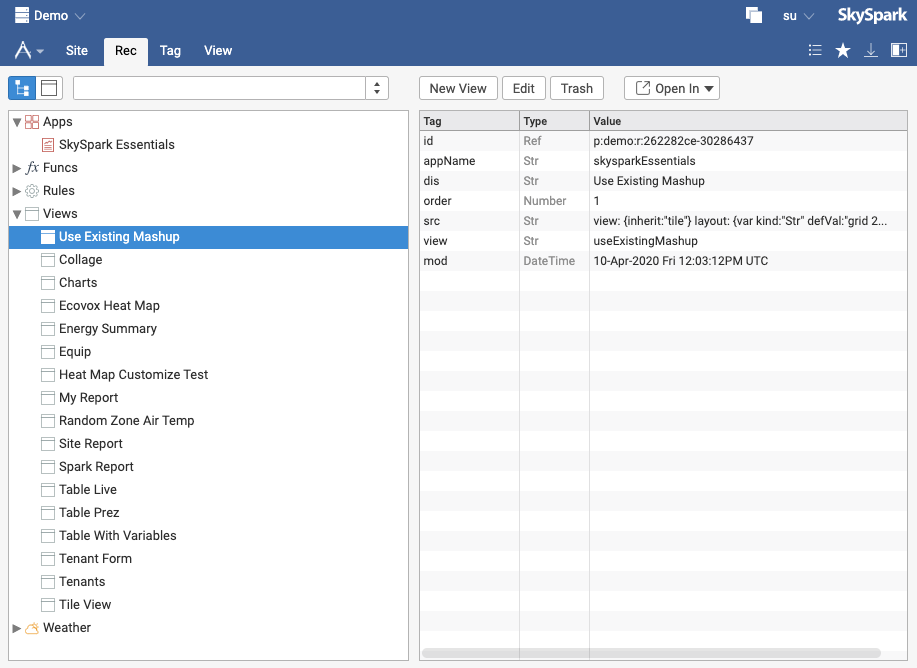 Demo
su
SkySpark
Site Rec Tag View
New View Edit Trash Open In
Apps
SkySpark Essentials
fx Funcs
Rules
Views
Use Existing Mashup
Collage
Charts
Ecovox Heat Map
Energy Summary
Equip
Heat Map Customize Test
My Report
Random Zone Air Temp
Site Report
Spark Report
Table Live
Table Prez
Table With Variables
Tenant Form
Tenants
Tile View
Weather
Tag Type Value
id Ref p:demo:r:262282ce-30286437
appName Str skysparkEssentials
dis Str Use Existing Mashup
order Number 1
src Str view: {inherit:"tile"} layout: {var kind:"Str" defVal:"grid 2...
view Str useExistingMashup
mod DateTime 10-Apr-2020 Fri 12:03:12PM UTC